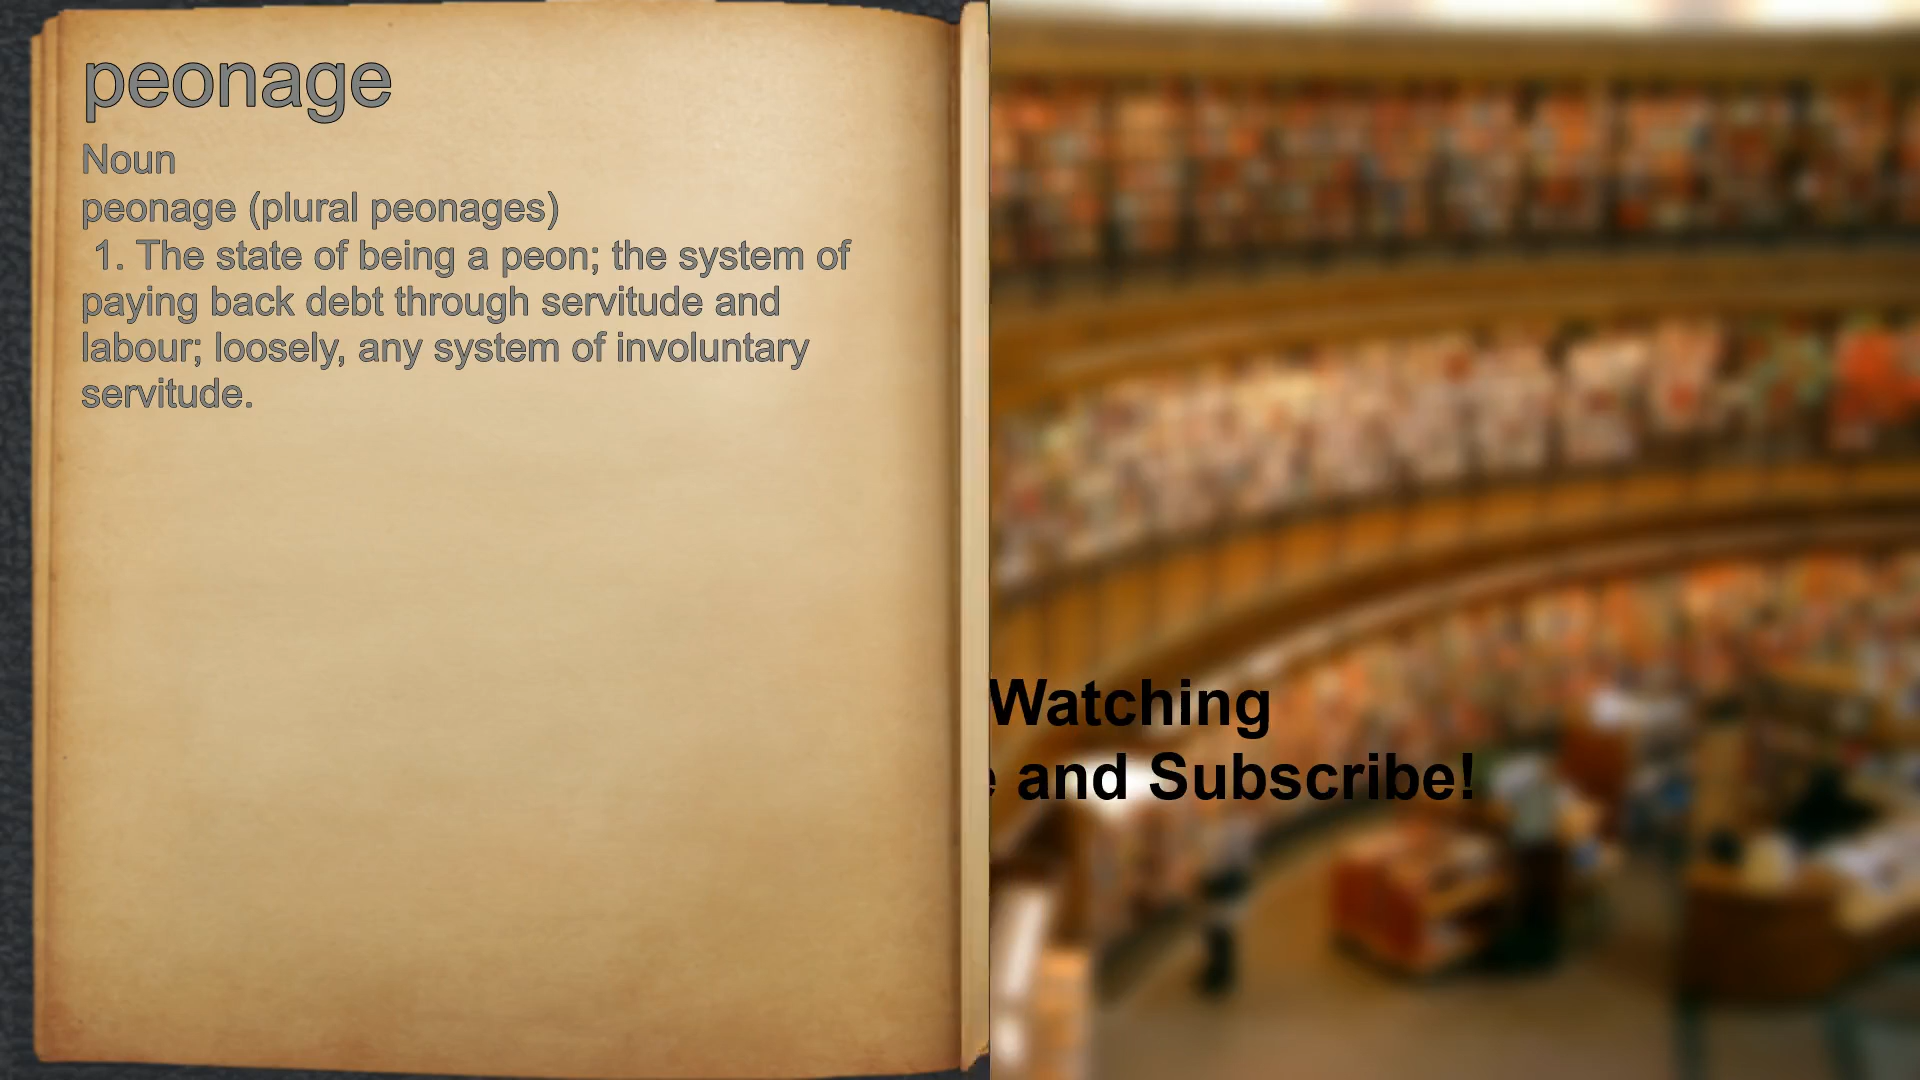 peonage
Noun
peonage (plural peonages)
1. The state of being a peon; the system of
paying back debt through servitude and
labour; loosely, any system of involuntary
servitude.
Watching
and Subscribe!